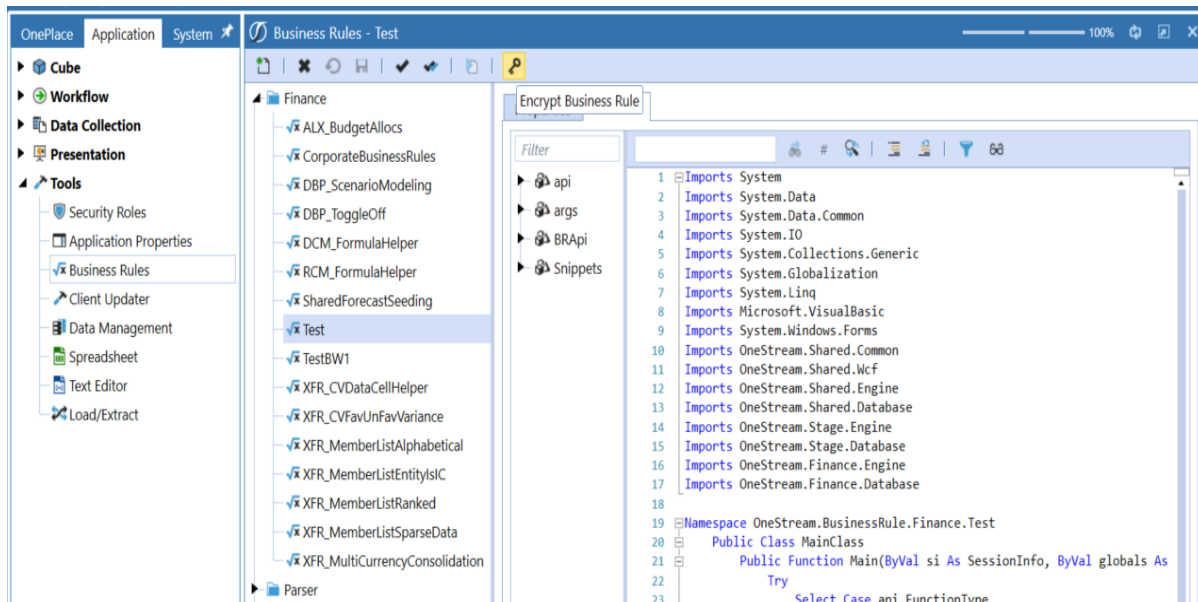 OnePlace Application System
Business Rules - Test
100%
Cube
Workflow
Data Collection
Presentation
Tools
Security Roles
Application Properties
Business Rules
Client Updater
Data Management
Spreadsheet
Text Editor
Load/Extract
Finance
ALX_BudgetAllocs
CorporateBusinessRules
DBP_ScenarioModeling
DBP_ToggleOff
DCM_FormulaHelper
RCM_FormulaHelper
SharedForecastSeeding
Test
TestBW1
XFR_CVDataCellHelper
XFR_CVFavUnFavVariance
XFR_MemberListAlphabetical
XFR_MemberListEntityIsIC
XFR_MemberListRanked
XFR_MemberListSparseData
XFR_MultiCurrencyConsolidation
Parser
Encrypt Business Rule
Filter
api
args
BRApi
Snippets
#
1 Imports System
2 Imports System.Data
3 Imports System.Data.Common
4 Imports System.IO
5 Imports System.Collections.Generic
6 Imports System.Globalization
7 Imports System.Linq
8 Imports Microsoft.VisualBasic
9 Imports System.Windows.Forms
10 Imports OneStream.Shared.Common
11 Imports OneStream.Shared.Wcf
12 Imports OneStream.Shared.Engine
13 Imports OneStream.Shared.Database
14 Imports OneStream.Stage.Engine
15 Imports OneStream.Stage.Database
16 Imports OneStream.Finance.Engine
17 Imports OneStream.Finance.Database
18
19 Namespace OneStream.BusinessRule.Finance.Test
20 Public Class MainClass
21 Public Function Main(ByVal si As SessionInfo, ByVal globals As
22 Try
23 Select Case api.FunctionType